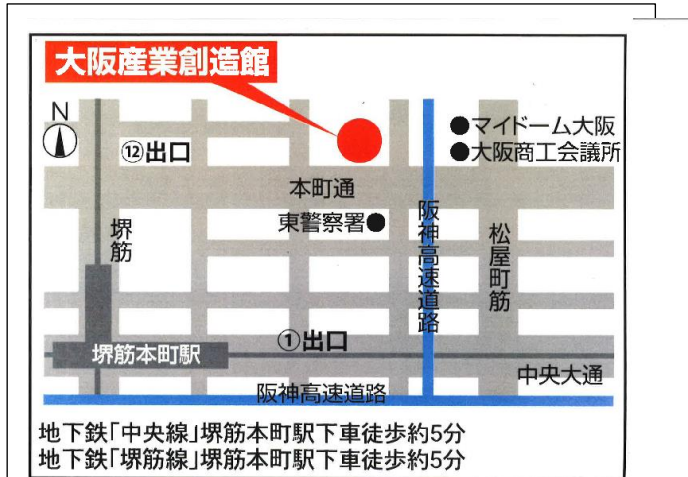 大阪産業創造館
N
⑫出口
●マイドーム大阪
●大阪商工会議所
本町通
東警察署●
堺筋
阪神高速道路
松屋町筋
①出口
堺筋本町駅
中央大通
阪神高速道路
地下鉄「中央線」堺筋本町駅下車徒歩約5分
地下鉄「堺筋線」堺筋本町駅下車徒歩約5分